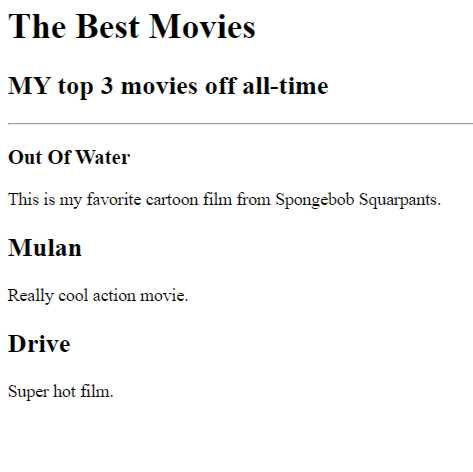 The Best Movies
MY top 3 movies off all-time
Out Of Water
This is my favorite cartoon film from Spongebob Squarpants.
Mulan
Really cool action movie.
Drive
Super hot film.